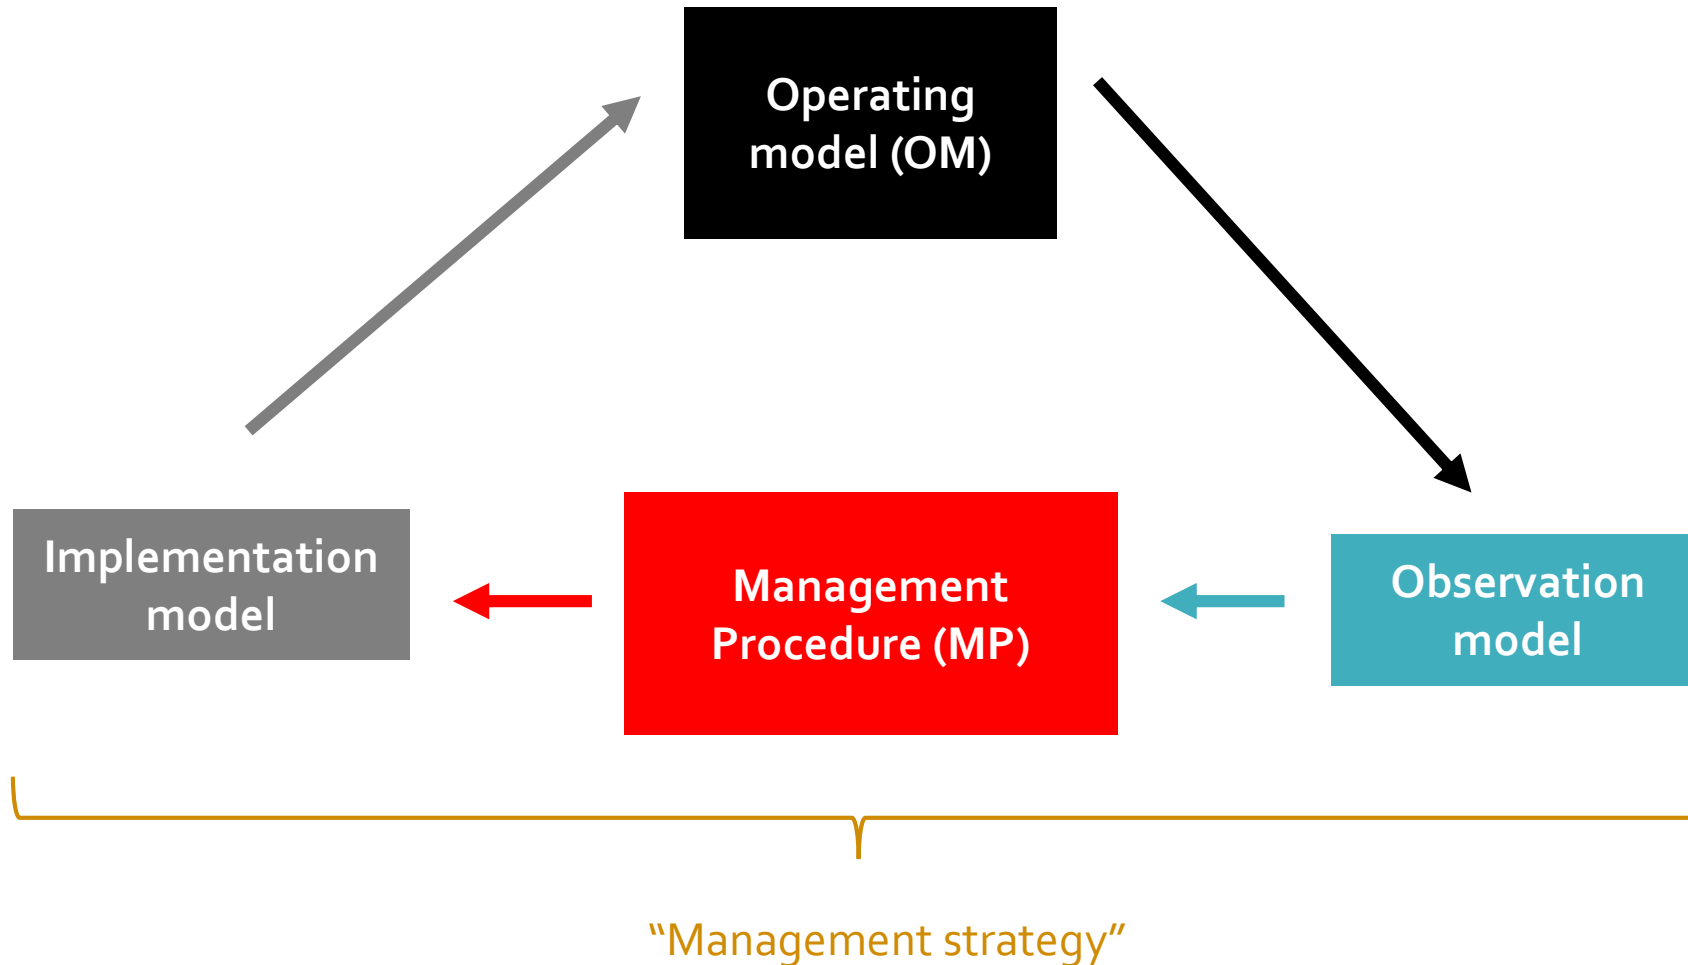 Operating
model (OM)
Implementation
model
Management
Procedure (MP)
Observation
model
“Management strategy”